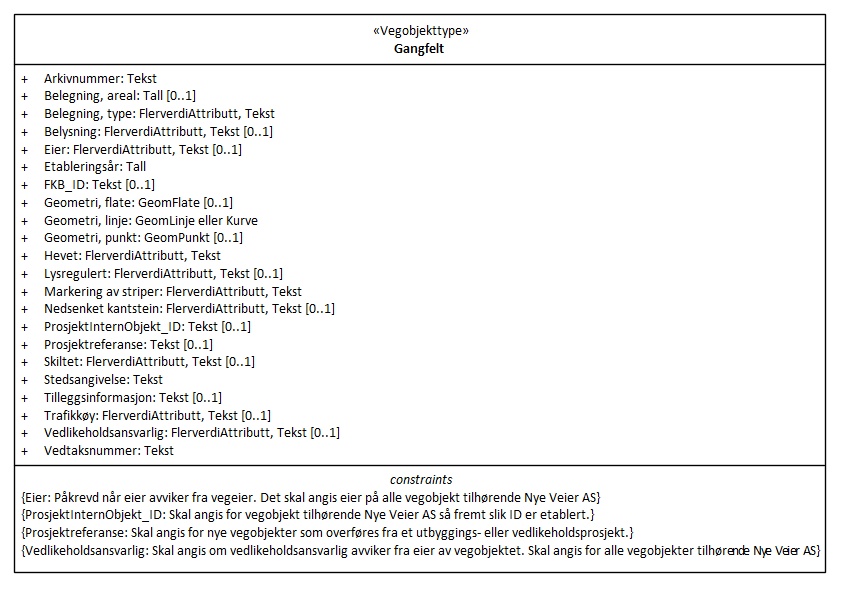 «Vegobjekttype»
Gangfelt
+ Arkivnummer: Tekst
+ Belegning, areal: Tall [0..1]
+ Belegning, type: FlerverdiAttributt, Tekst
+ Belysning: FlerverdiAttributt, Tekst [0..1]
+ Eier: FlerverdiAttributt, Tekst [0..1]
+ Etableringsår: Tall
+ FKB_ID: Tekst [0..1]
+ Geometri, flate: GeomFlate [0..1]
+ Geometri, linje: GeomLinje eller Kurve
+ Geometri, punkt: GeomPunkt [0..1]
+ Hevet: FlerverdiAttributt, Tekst
+ Lysregulert: FlerverdiAttributt, Tekst [0..1]
+ Markering av striper: FlerverdiAttributt, Tekst
+ Nedsenket kantstein: FlerverdiAttributt, Tekst [0..1]
+ ProsjektInternObjekt_ID: Tekst [0..1]
+ Prosjektreferanse: Tekst [0..1]
+ Skiltet: FlerverdiAttributt, Tekst [0..1]
+ Stedsangivelse: Tekst
+ Tilleggsinformasjon: Tekst [0..1]
+ Trafikkøy: FlerverdiAttributt, Tekst [0..1]
+ Vedlikeholdsansvarlig: FlerverdiAttributt, Tekst [0..1]
+ Vedtaksnummer: Tekst
constraints
{Eier: Påkrevd når eier avviker fra vegeier. Det skal angis eier på alle vegobjekt tilhørende Nye Veier AS}
{ProsjektInternObjekt_ID: Skal angis for vegobjekt tilhørende Nye Veier AS så fremt slik ID er etablert.}
{Prosjektreferanse: Skal angis for nye vegobjekter som overføres fra et utbyggings- eller vedlikeholdsprosjekt.}
{Vedlikeholdsansvarlig: Skal angis om vedlikeholdsansvarlig avviker fra eier av vegobjektet. Skal angis for alle vegobjekter tilhørende Nye Veier AS}